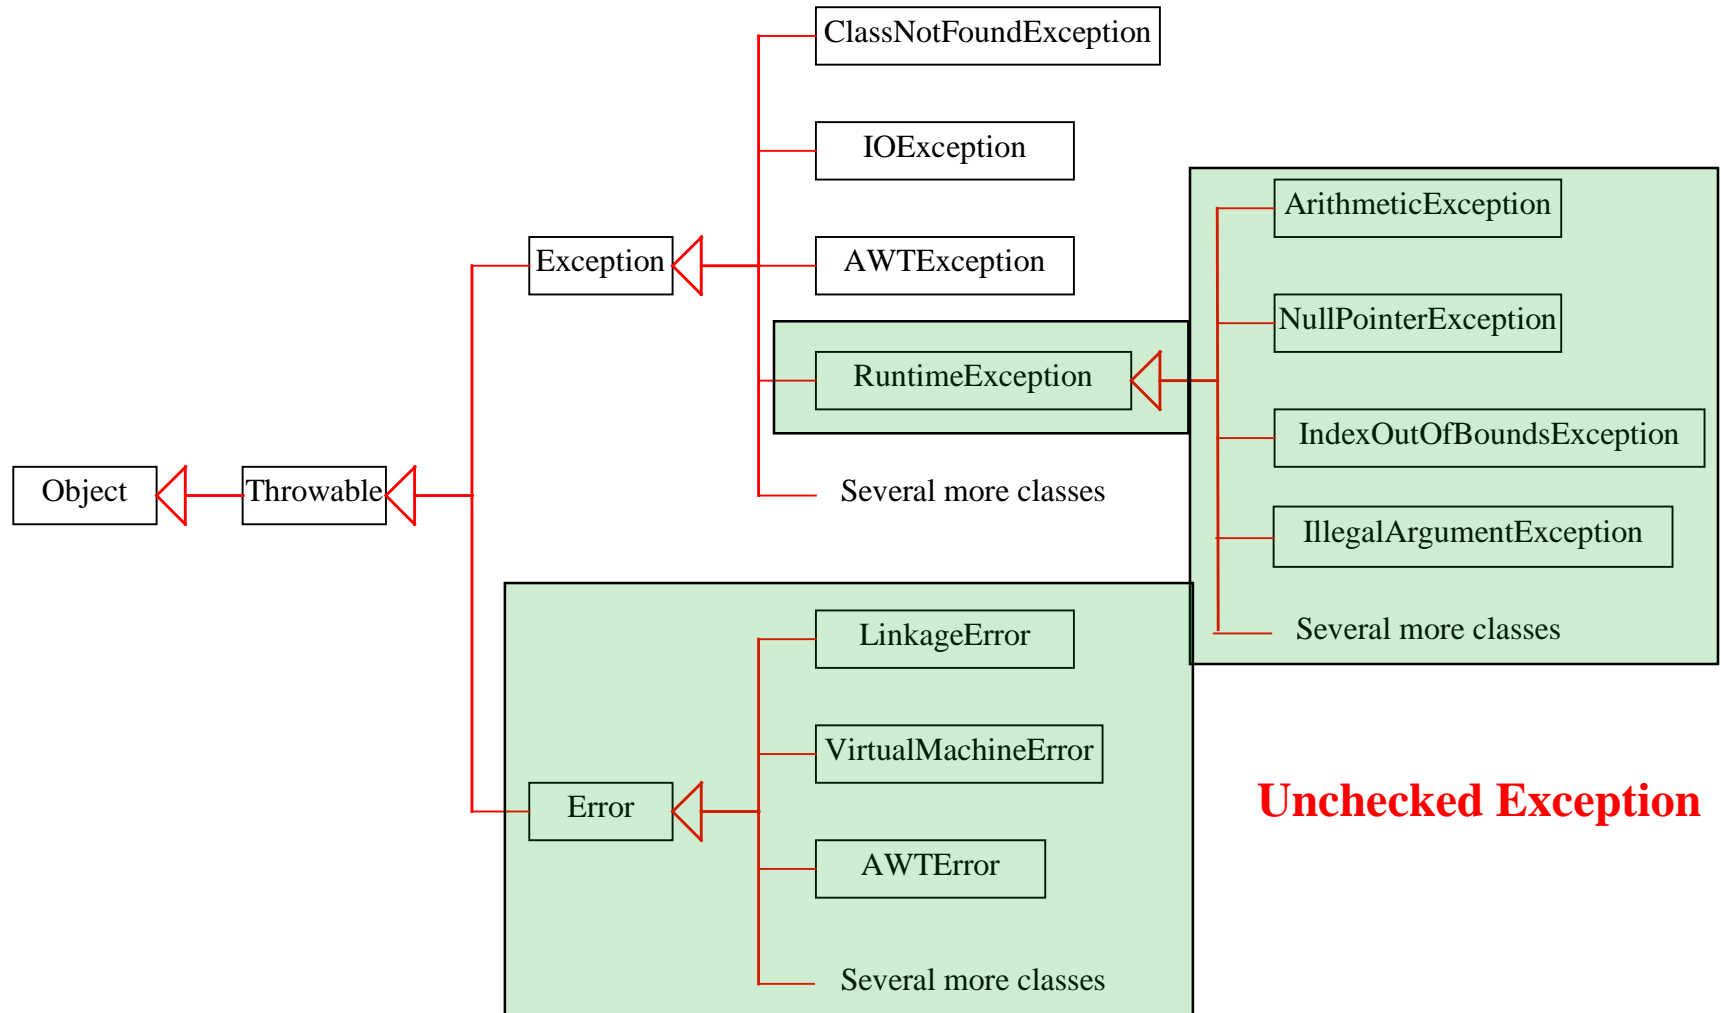 ClassNotFoundException
IOException
ArithmeticException
Exception
AWTException
NullPointerException
RuntimeException
IndexOutOfBoundsException
Object
Throwable
Several more classes
IllegalArgumentException
LinkageError
Several more classes
VirtualMachineError
Error
Unchecked Exception
AWTError
Several more classes